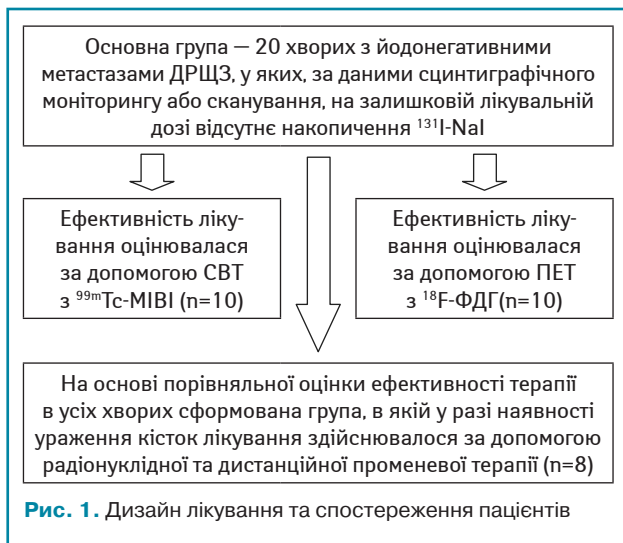 Основна група — 20 хворих з йодонегативними
метастазами ДРЩЗ, у яких, за даними сцинтиграфічного
моніторингу або сканування, на залишковій лікувальній
дозі відсутнє накопичення ¹³¹I-NaI
Ефективність ліку-
вання оцінювалася
за допомогою СВТ
з ⁹⁹ᵐTc-МІВІ (n=10)
Ефективність ліку-
вання оцінювалася
за допомогою ПЕТ
з ¹⁸F-ФДГ(n=10)
На основі порівняльної оцінки ефективності терапії
в усіх хворих сформована група, в якій у разі наявності
ураження кісток лікування здійснювалося за допомогою
радіонуклідної та дистанційної променевої терапії (n=8)
Рис. 1. Дизайн лікування та спостереження пацієнтів